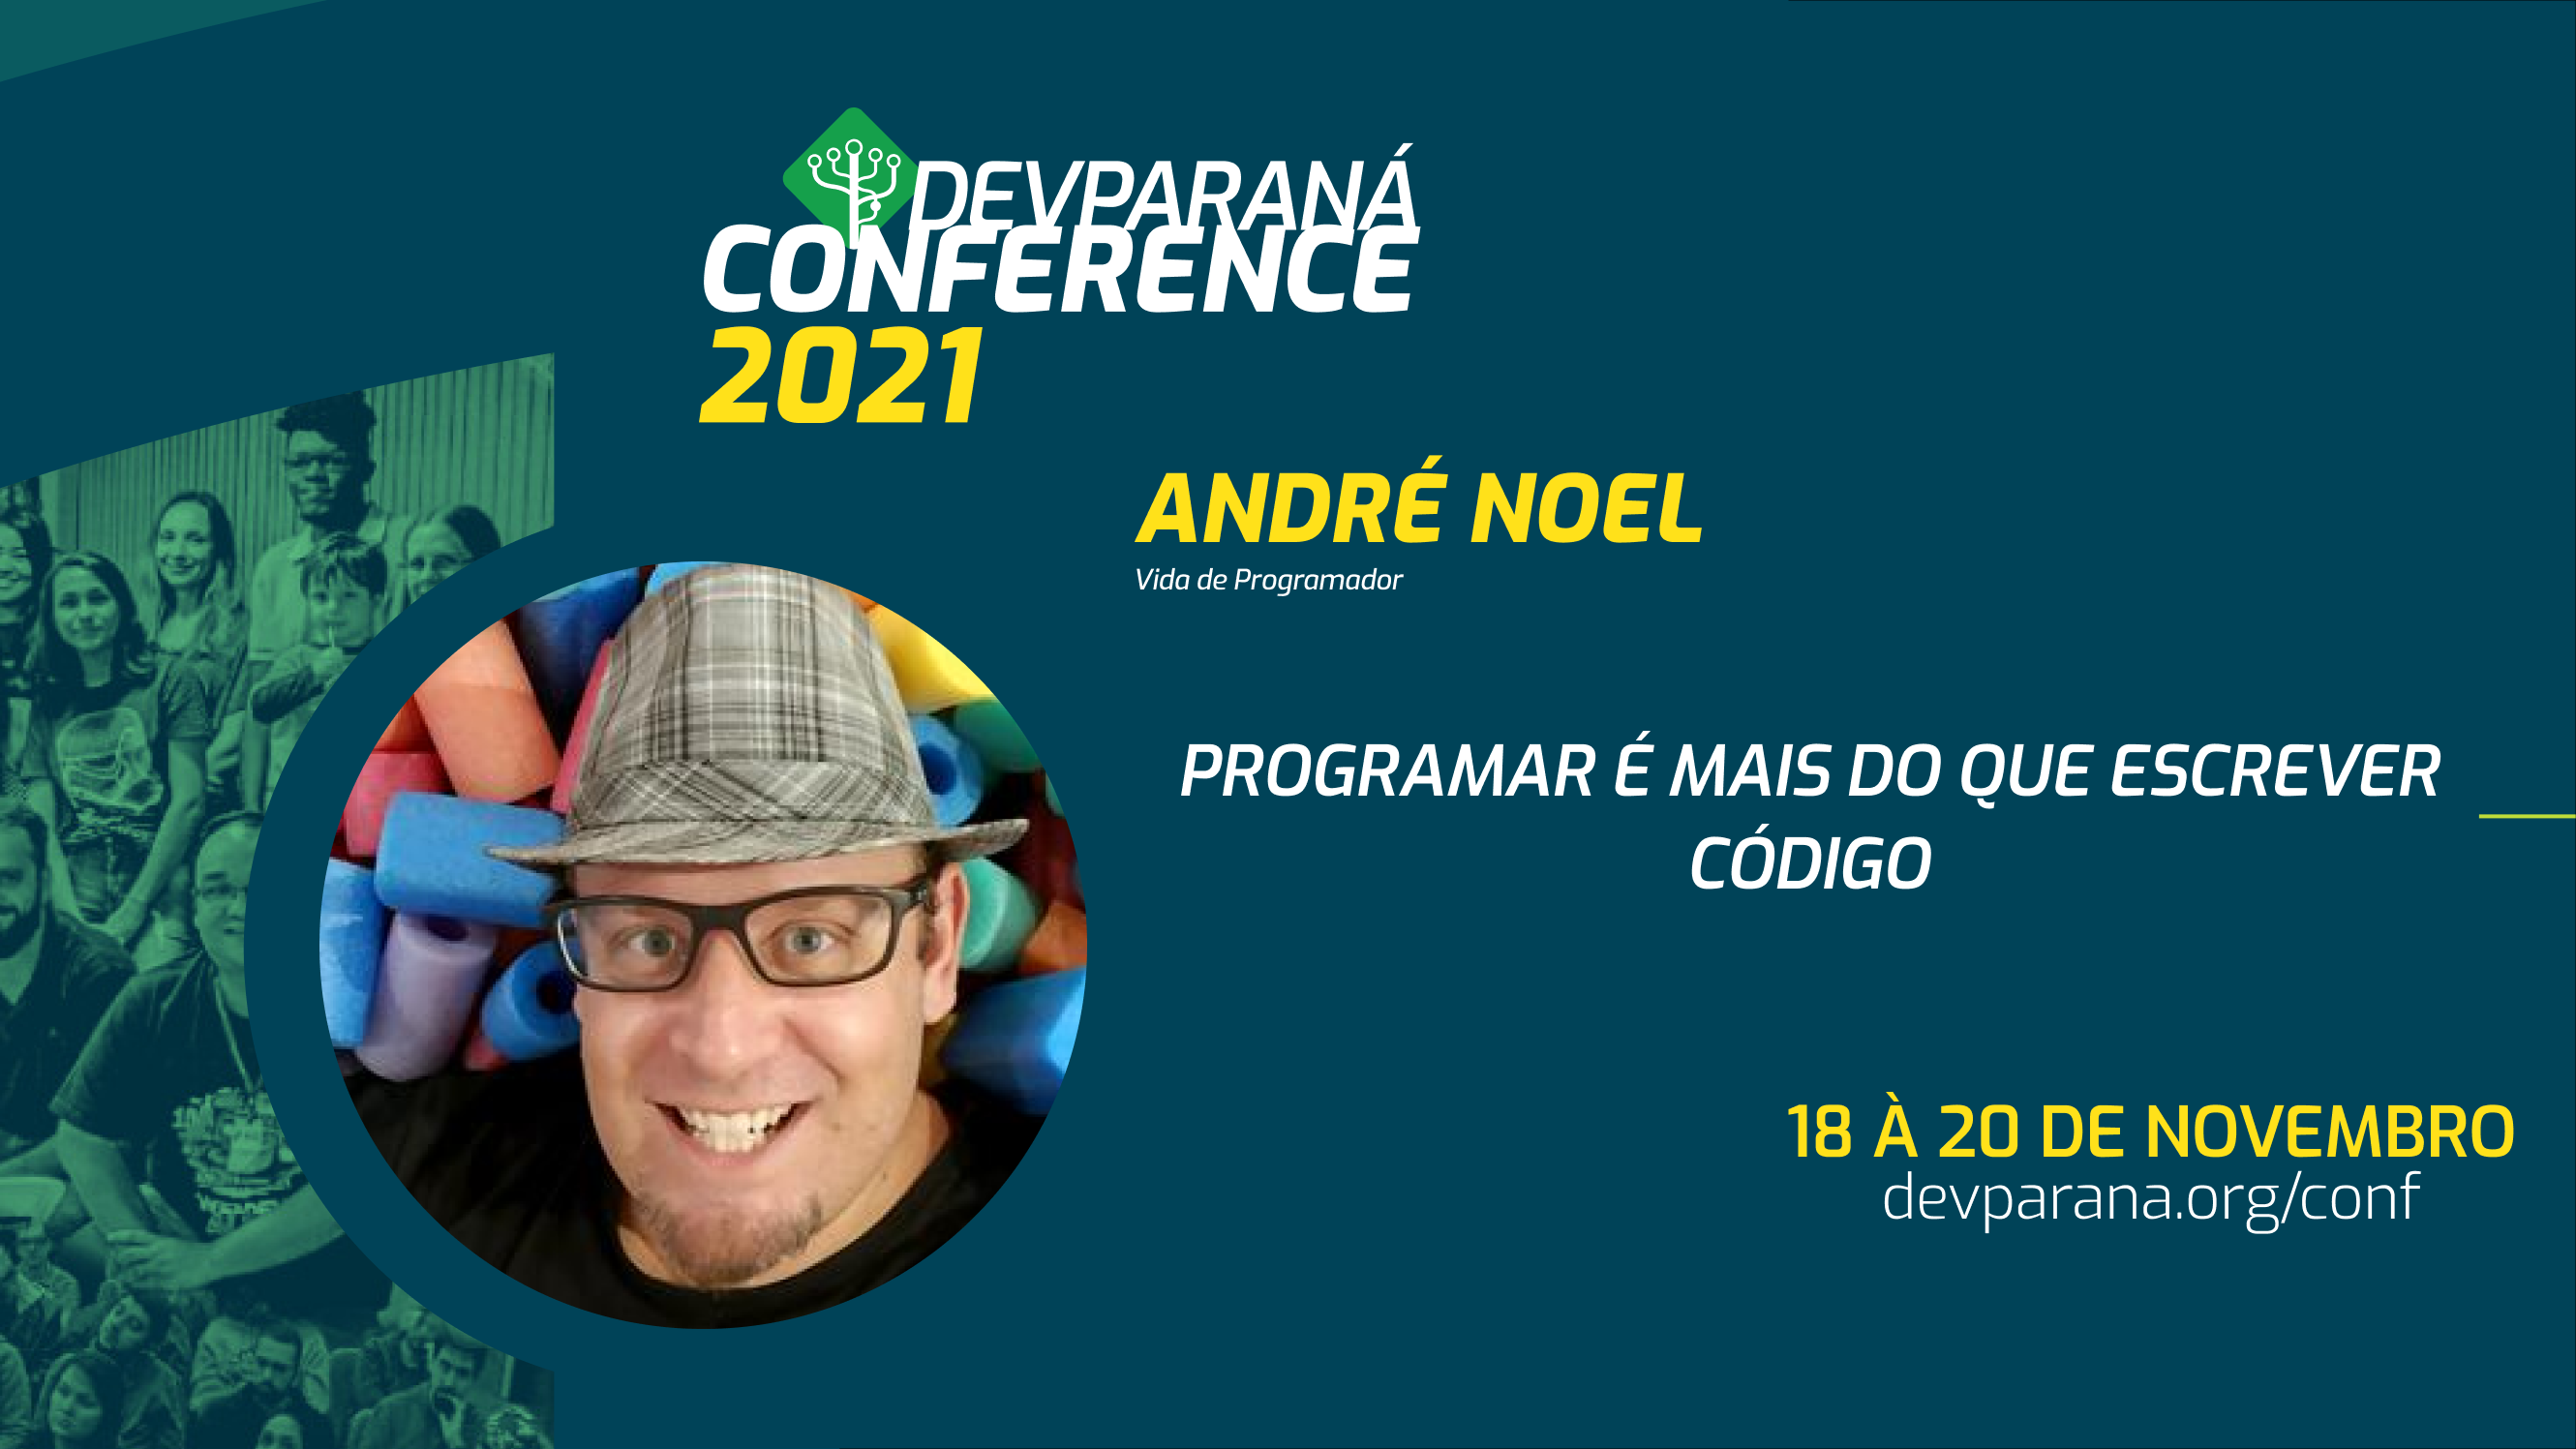 DEVPARANÁ
CONFERENCE
2021
ANDRÉ NOEL
Vida de Programador
PROGRAMAR É MAIS DO QUE ESCREVER
CÓDIGO
18 À 20 DE NOVEMBRO
devparana.org/conf